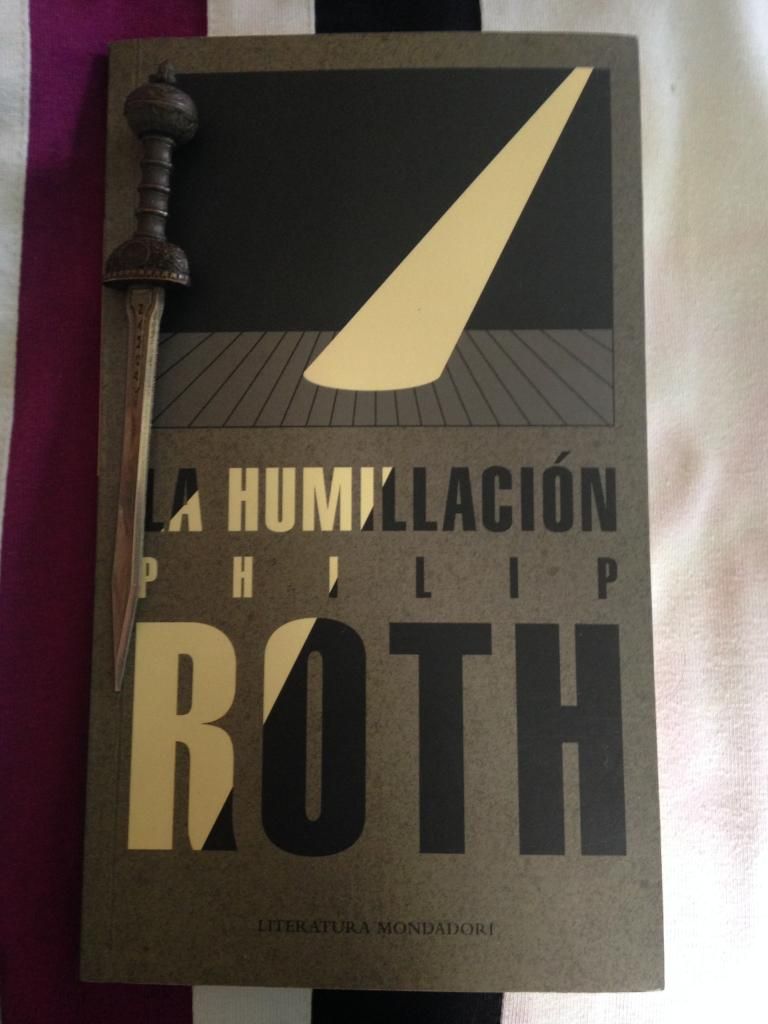 LA HUMILLACIÓN
PHILIP
ROTH
LITERATURA MONDADORI